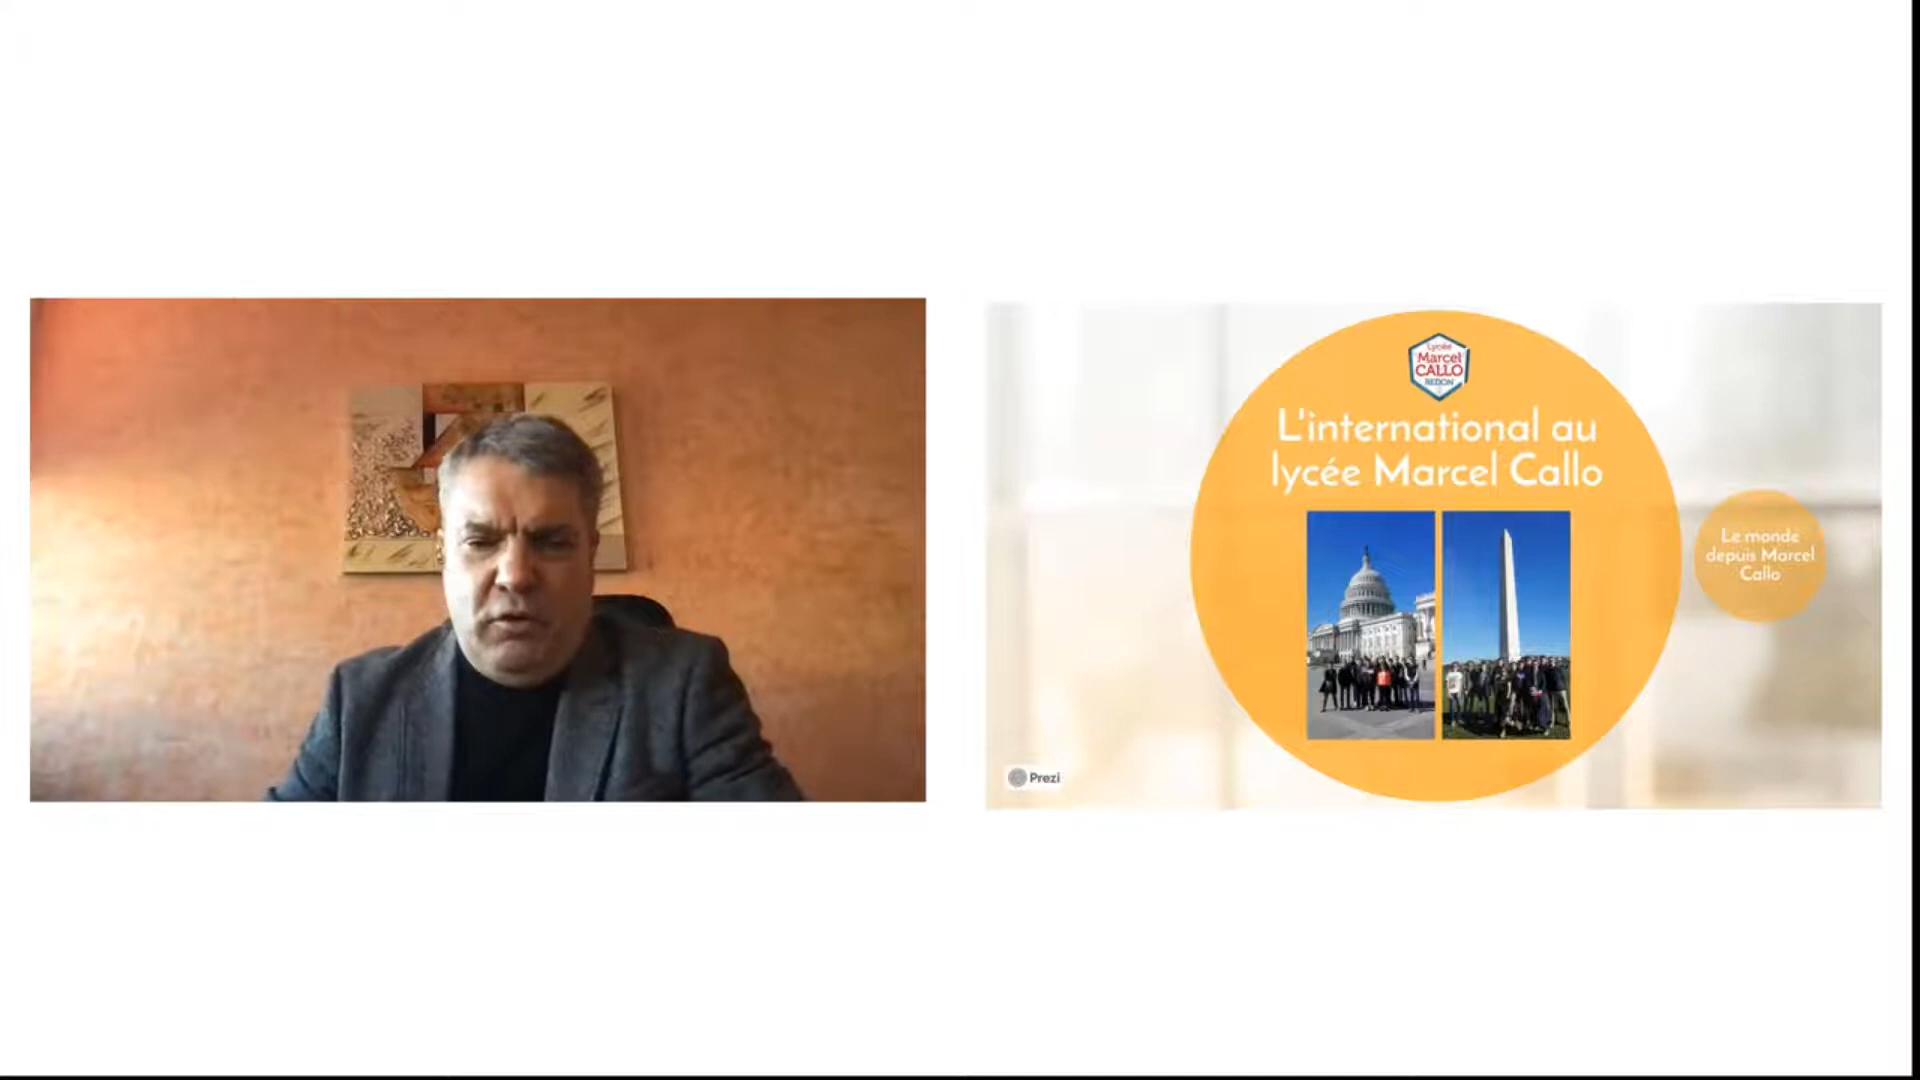 Lycée
Marcel
CALLO
REDON
L'international au
lycée Marcel Callo
Le monde
depuis Marcel
Callo
Prezi